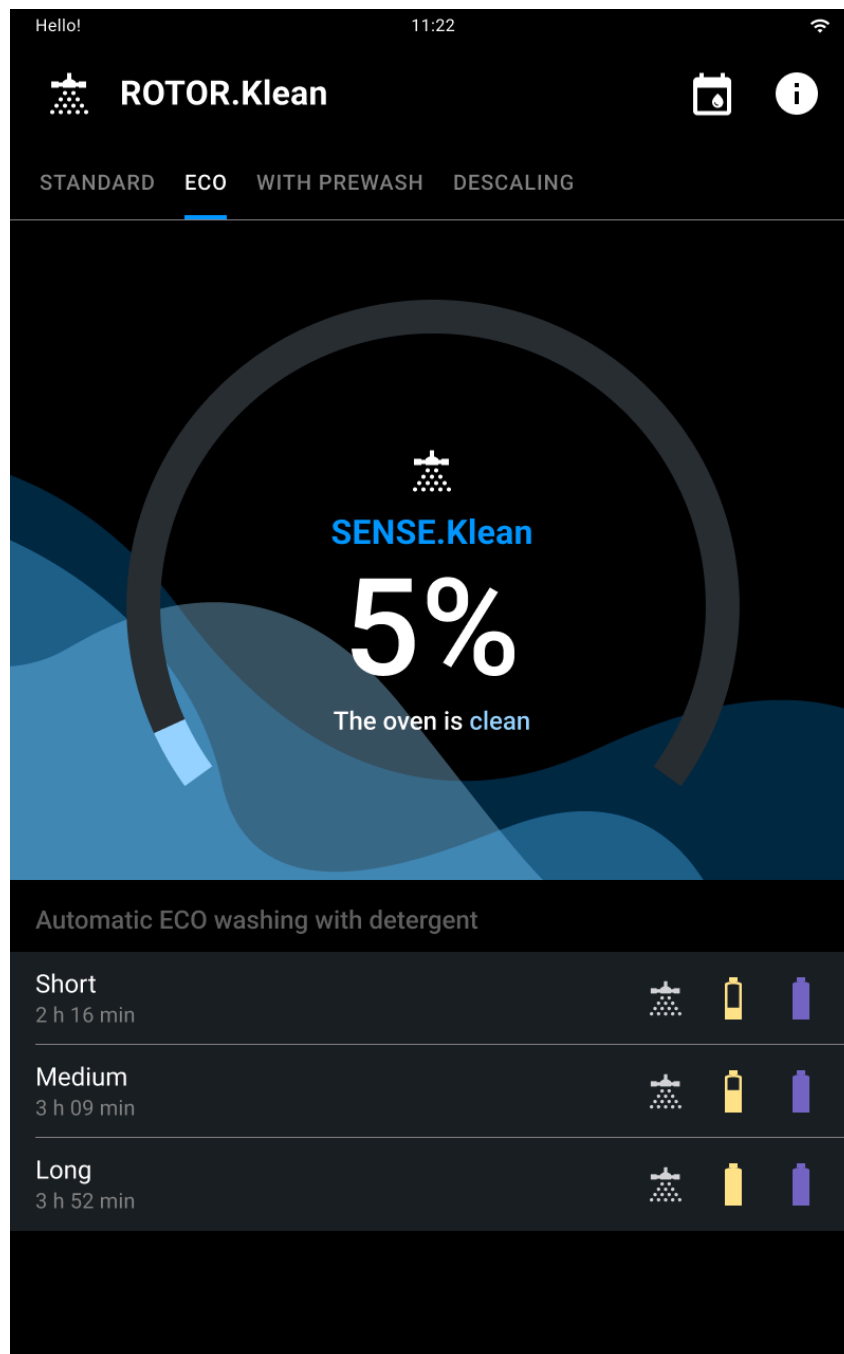 Hello! 11:22
ROTOR.Klean
STANDARD ECO WITH PREWASH DESCALING
SENSE.Klean
5%
The oven is clean
Automatic ECO washing with detergent
Short
2 h 16 min
Medium
3 h 09 min
Long
3 h 52 min